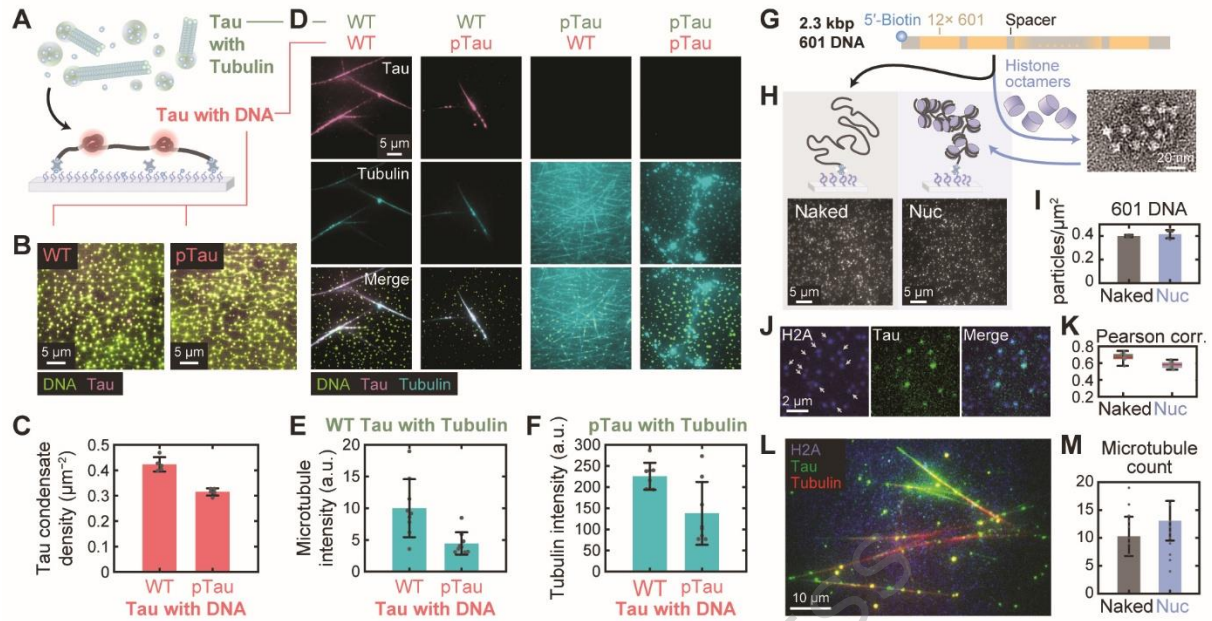 A
Tau
with
Tubulin
Tau with DNA
B
WT
pTau
5 μm
5 μm
DNA Tau
C
Tau condensate
density (μm⁻²)
0.5
0.4
0.3
0.2
0.1
0
WT pTau
Tau with DNA
D
WT WT pTau pTau
WT pTau WT pTau
Tau
5 μm
Tubulin
Merge
DNA Tau Tubulin
E
WT Tau with Tubulin
Microtubule
intensity (a.u.)
20
15
10
5
0
WT pTau
Tau with DNA
F
pTau with Tubulin
Tubulin intensity (a.u.)
300
250
200
150
100
50
0
WT pTau
Tau with DNA
G
2.3 kbp
601 DNA
5'-Biotin 12× 601 Spacer
Histone
octamers
H
20 nm
Naked
Nuc
5 μm
5 μm
I
601 DNA
particles/μm²
0.4
0.2
0
Naked Nuc
J
H2A
Tau
Merge
2 μm
K
Pearson corr.
0.8
0.6
0.4
0.2
Naked Nuc
L
H2A
Tau
Tubulin
10 μm
M
Microtubule
count
20
15
10
5
0
Naked Nuc